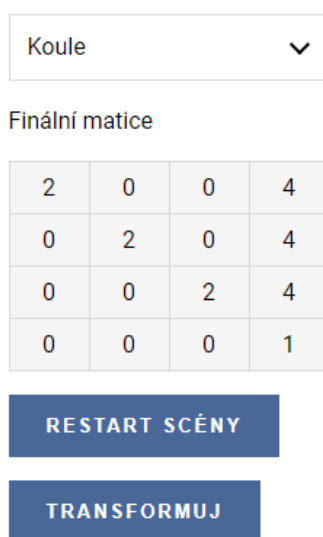 Koule
Finální matice
2 0 0 4
0 2 0 4
0 0 2 4
0 0 0 1
RESTART SCÉNY
TRANSFORMUJ